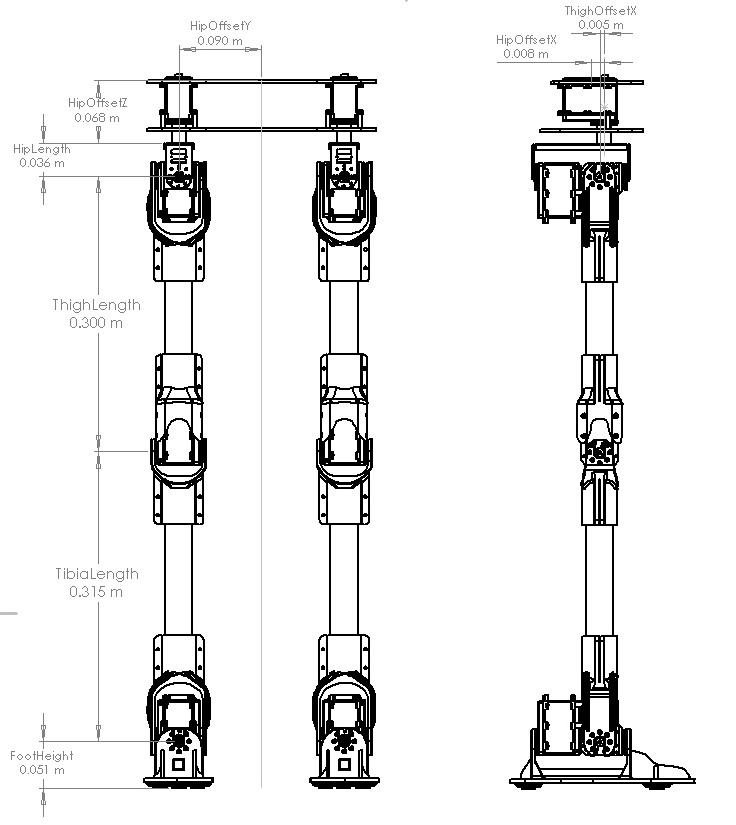 ThighOffsetX
0.005 m
HipOffsetY
0.090 m
HipOffsetX
0.008 m
HipOffsetZ
0.068 m
HipLength
0.036 m
ThighLength
0.300 m
TibiaLength
0.315 m
FootHeight
0.051 m